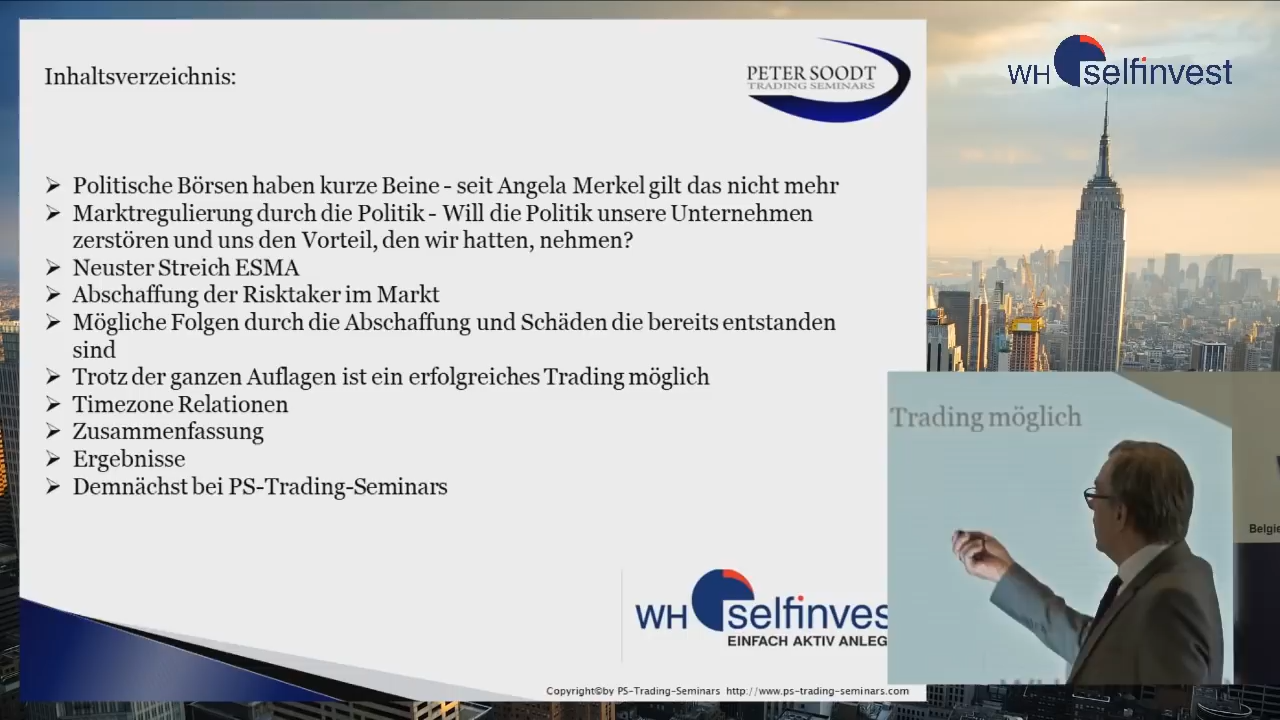 Inhaltsverzeichnis:
PETER SOODT
TRADING SEMINARS
WH selfinvest
Politische Börsen haben kurze Beine - seit Angela Merkel gilt das nicht mehr
Marktregulierung durch die Politik - Will die Politik unsere Unternehmen
zerstören und uns den Vorteil, den wir hatten, nehmen?
Neuster Streich ESMA
Abschaffung der Risktaker im Markt
Mögliche Folgen durch die Abschaffung und Schäden die bereits entstanden
sind
Trotz der ganzen Auflagen ist ein erfolgreiches Trading möglich
Timezone Relationen
Zusammenfassung
Ergebnisse
Demnächst bei PS-Trading-Seminars
Trading möglich
Belgie
WH selfinves
EINFACH AKTIV ANLEG
Copyright©by PS-Trading-Seminars http://www.ps-trading-seminars.com